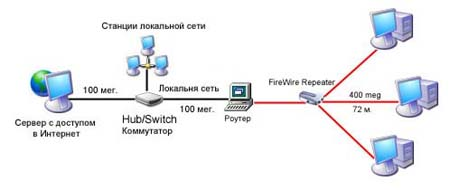 Станции локальной сети
100 мег.
Локальня сеть
100 мег.
Сервер с доступом
в Интернет
Hub/Switch
Коммутатор
Роутер
FireWire Repeater
400 meg
72 м.